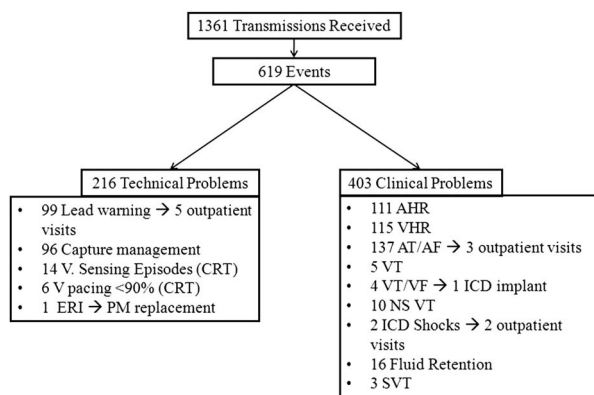 1361 Transmissions Received
619 Events
216 Technical Problems
• 99 Lead warning → 5 outpatient
visits
• 96 Capture management
• 14 V. Sensing Episodes (CRT)
• 6 V pacing <90% (CRT)
• 1 ERI → PM replacement
403 Clinical Problems
• 111 AHR
• 115 VHR
• 137 AT/AF → 3 outpatient visits
• 5 VT
• 4 VT/VF → 1 ICD implant
• 10 NS VT
• 2 ICD Shocks → 2 outpatient
visits
• 16 Fluid Retention
• 3 SVT